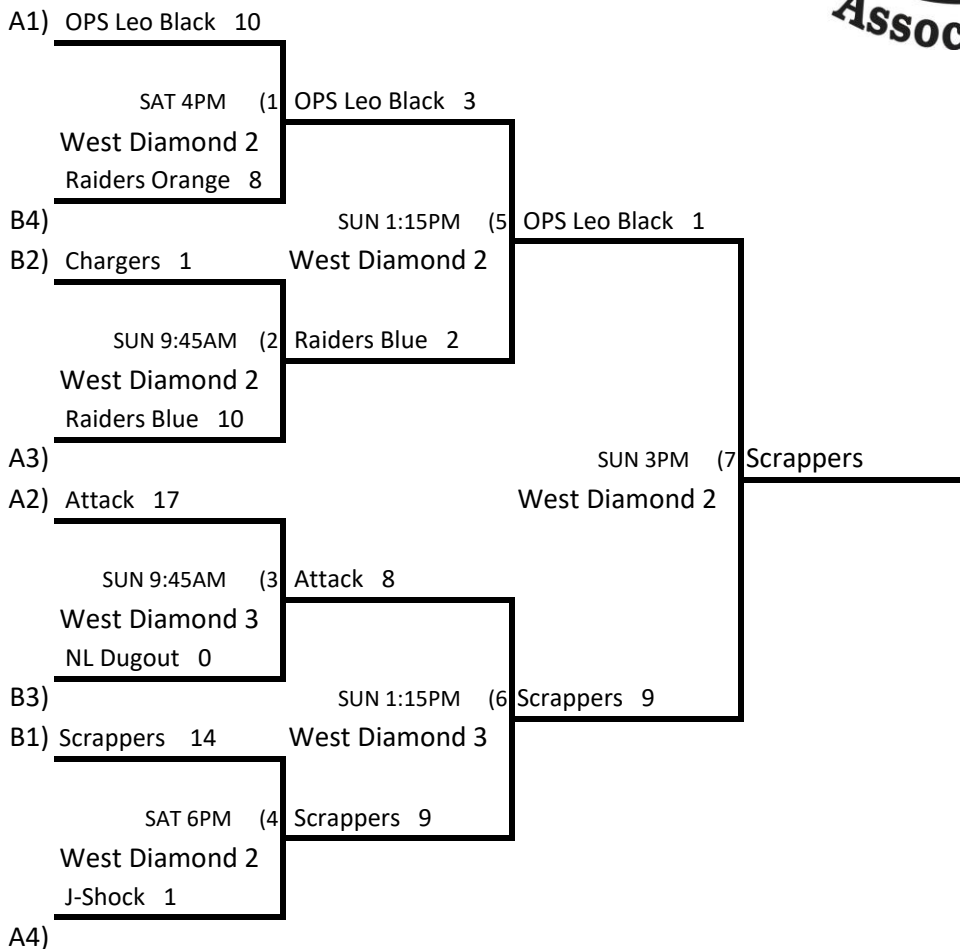 A1) OPS Leo Black 10
Assoc
SAT 4PM (1 OPS Leo Black 3
West Diamond 2
Raiders Orange 8
B4) SUN 1:15PM (5 OPS Leo Black 1
B2) Chargers 1 West Diamond 2
SUN 9:45AM (2 Raiders Blue 2
West Diamond 2
Raiders Blue 10
A3) SUN 3PM (7 Scrappers
A2) Attack 17 West Diamond 2
SUN 9:45AM (3 Attack 8
West Diamond 3
NL Dugout 0
B3) SUN 1:15PM (6 Scrappers 9
B1) Scrappers 14 West Diamond 3
SAT 6PM (4 Scrappers 9
West Diamond 2
J-Shock 1
A4)